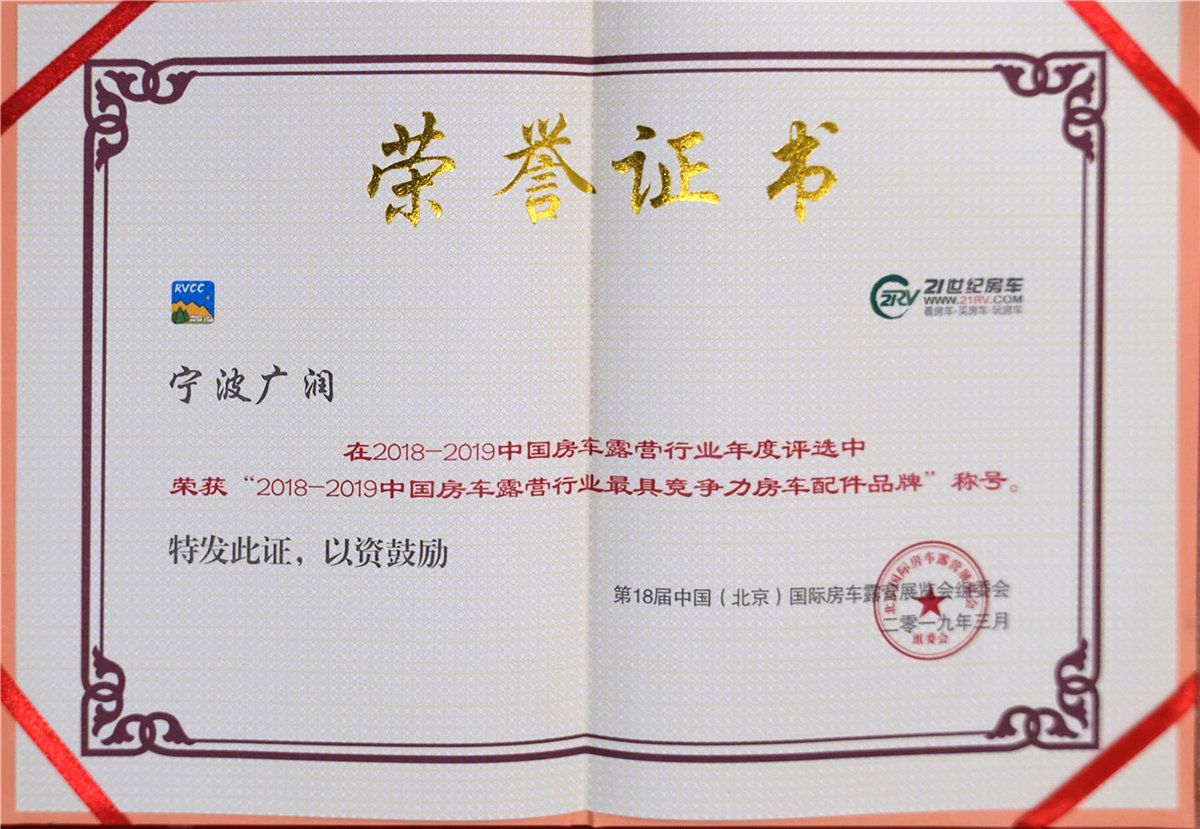 荣誉证书
RVCC
21RV
21世纪房车
WWW.21RV.COM
看房车·买房车·玩房车
宁波广润
在2018-2019中国房车露营行业年度评选中
荣获“2018-2019中国房车露营行业最具竞争力房车配件品牌”称号。
特发此证，以资鼓励
第18届中国（北京）国际房车露营展览会组委会
二零一九年三月
组委会